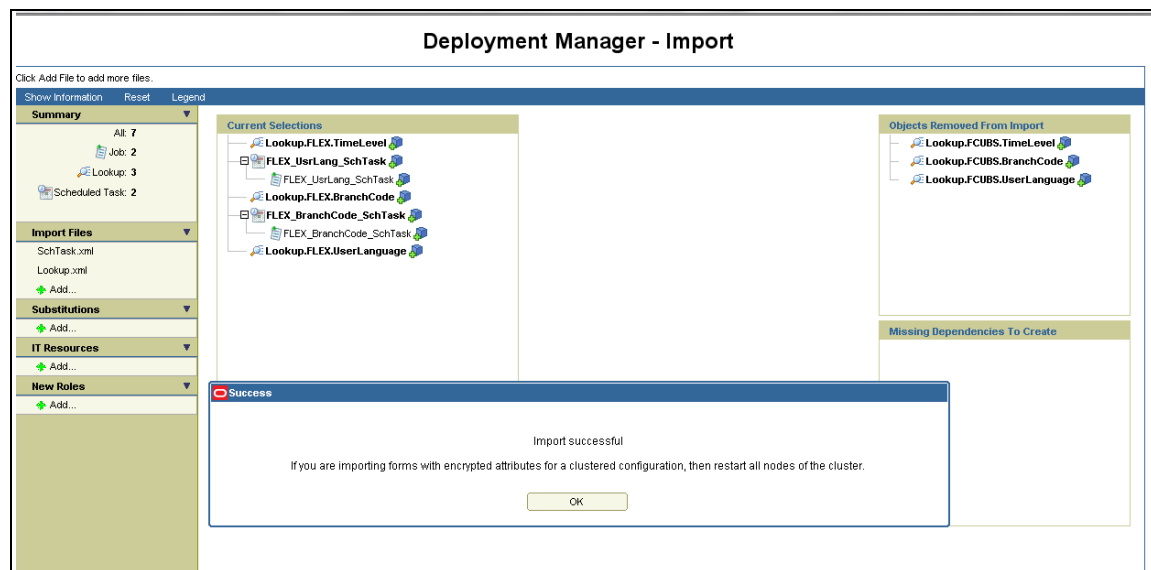 Deployment Manager - Import
Click Add File to add more files.
Show Information Reset Legend
Summary
All: 7
Job: 2
Lookup: 3
Scheduled Task: 2
Import Files
SchTask.xml
Lookup.xml
Add...
Substitutions
Add...
IT Resources
Add...
New Roles
Add...
Current Selections
Lookup.FLEX.TimeLevel
FLEX_UsrLang_SchTask
FLEX_UsrLang_SchTask
Lookup.FLEX.BranchCode
FLEX_BranchCode_SchTask
FLEX_BranchCode_SchTask
Lookup.FLEX.UserLanguage
Objects Removed From Import
Lookup.FCUBS.TimeLevel
Lookup.FCUBS.BranchCode
Lookup.FCUBS.UserLanguage
Missing Dependencies To Create
Success
Import successful
If you are importing forms with encrypted attributes for a clustered configuration, then restart all nodes of the cluster.
OK